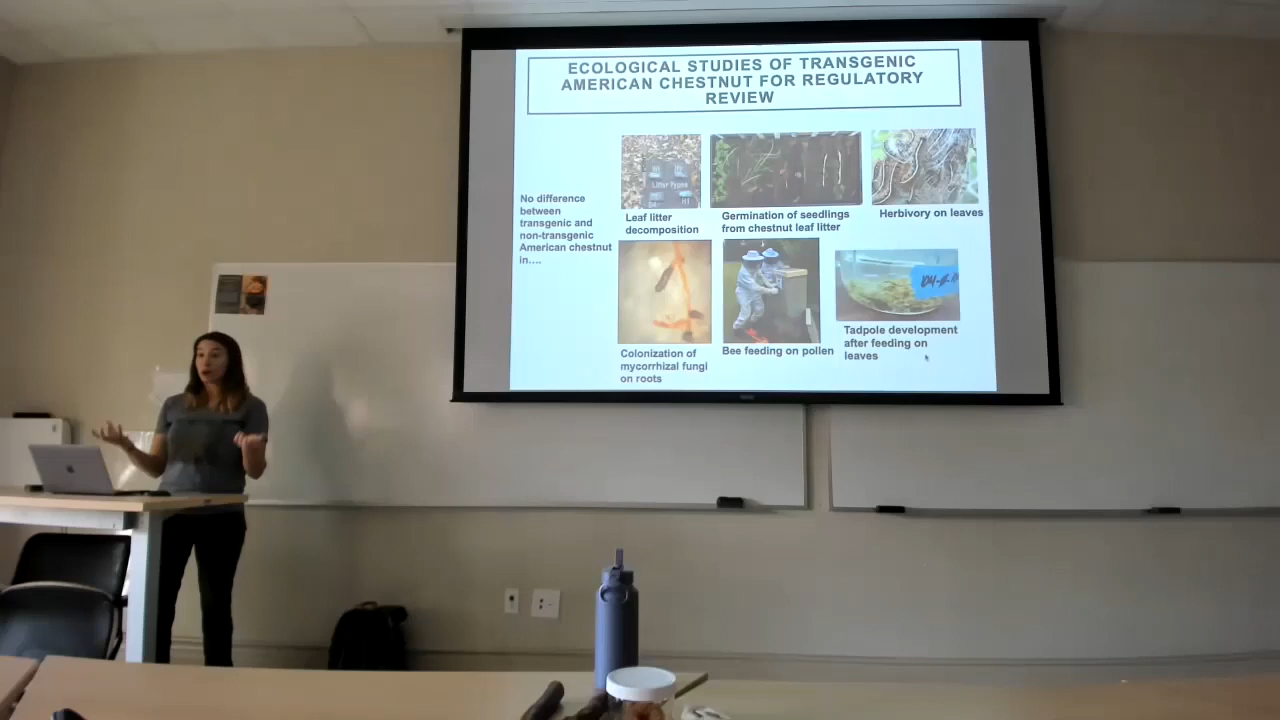 ECOLOGICAL STUDIES OF TRANSGENIC
AMERICAN CHESTNUT FOR REGULATORY
REVIEW
No difference
between
transgenic and
non-transgenic
American chestnut
in....
Litter Types
Leaf litter
decomposition
Germination of seedlings
from chestnut leaf litter
Herbivory on leaves
Colonization of
mycorrhizal fungi
on roots
Bee feeding on pollen
Tadpole development
after feeding on
leaves